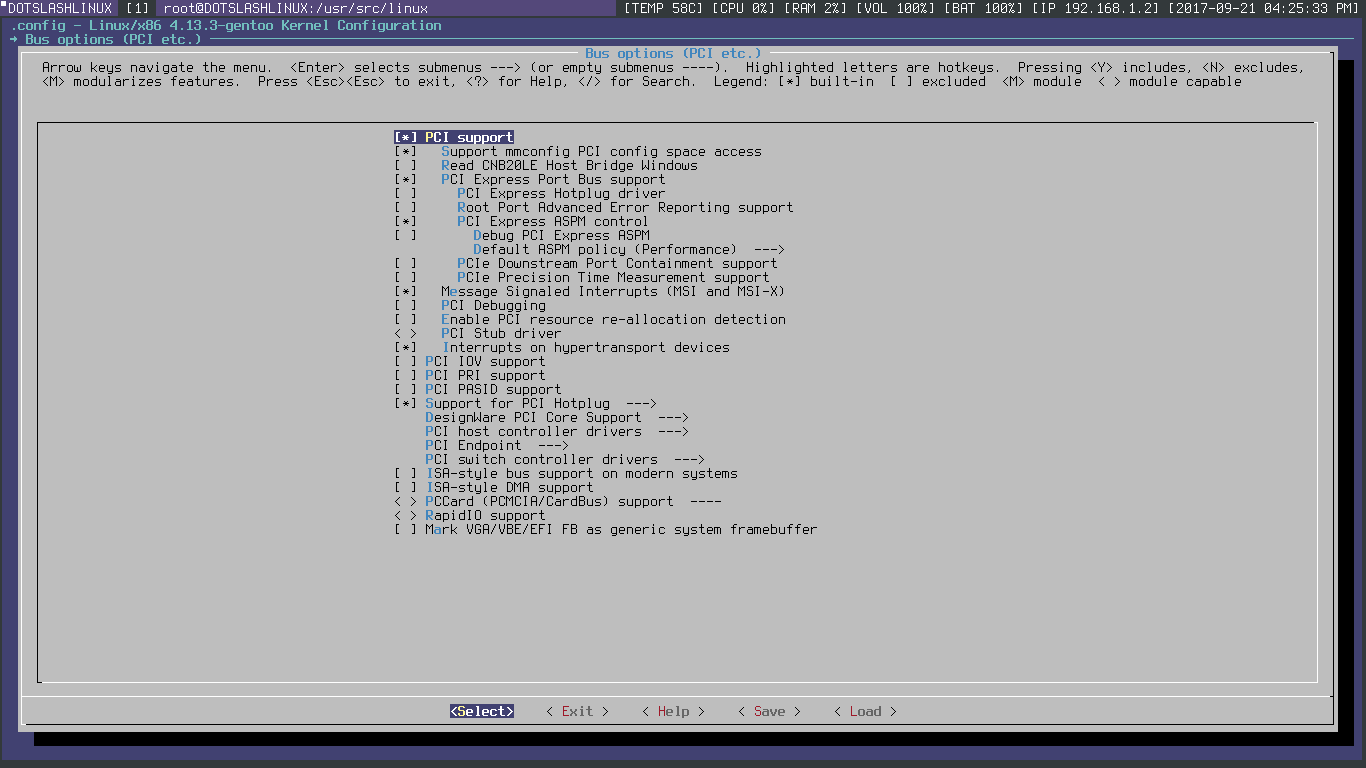 DOTSLASHLINUX [1] root@DOTSLASHLINUX:/usr/src/linux [TEMP 58C] [CPU 0%] [RAM 2%] [VOL 100%] [BAT 100%] [IP 192.168.1.2] [2017-09-21 04:25:33 PM]
.config - Linux/x86 4.13.3-gentoo Kernel Configuration
→ Bus options (PCI etc.)
Bus options (PCI etc.)
Arrow keys navigate the menu.  <Enter> selects submenus ---> (or empty submenus ----).  Highlighted letters are hotkeys.  Pressing <Y> includes, <N> excludes,
<M> modularizes features.  Press <Esc><Esc> to exit, <?> for Help, </> for Search.  Legend: [*] built-in  [ ] excluded  <M> module  < > module capable
[*] PCI support
[*]   Support mmconfig PCI config space access
[ ]   Read CNB20LE Host Bridge Windows
[*]   PCI Express Port Bus support
[ ]     PCI Express Hotplug driver
[ ]     Root Port Advanced Error Reporting support
[*]     PCI Express ASPM control
[ ]       Debug PCI Express ASPM
Default ASPM policy (Performance)  --->
[ ]     PCIe Downstream Port Containment support
[ ]     PCIe Precision Time Measurement support
[*]   Message Signaled Interrupts (MSI and MSI-X)
[ ]   PCI Debugging
[ ]   Enable PCI resource re-allocation detection
< >   PCI Stub driver
[*]   Interrupts on hypertransport devices
[ ] PCI IOV support
[ ] PCI PRI support
[ ] PCI PASID support
[*] Support for PCI Hotplug  --->
DesignWare PCI Core Support  --->
PCI host controller drivers  --->
PCI Endpoint  --->
PCI switch controller drivers  --->
[ ] ISA-style bus support on modern systems
[ ] ISA-style DMA support
< > PCCard (PCMCIA/CardBus) support  ----
< > RapidIO support
[ ] Mark VGA/VBE/EFI FB as generic system framebuffer
<Select>    < Exit >    < Help >    < Save >    < Load >